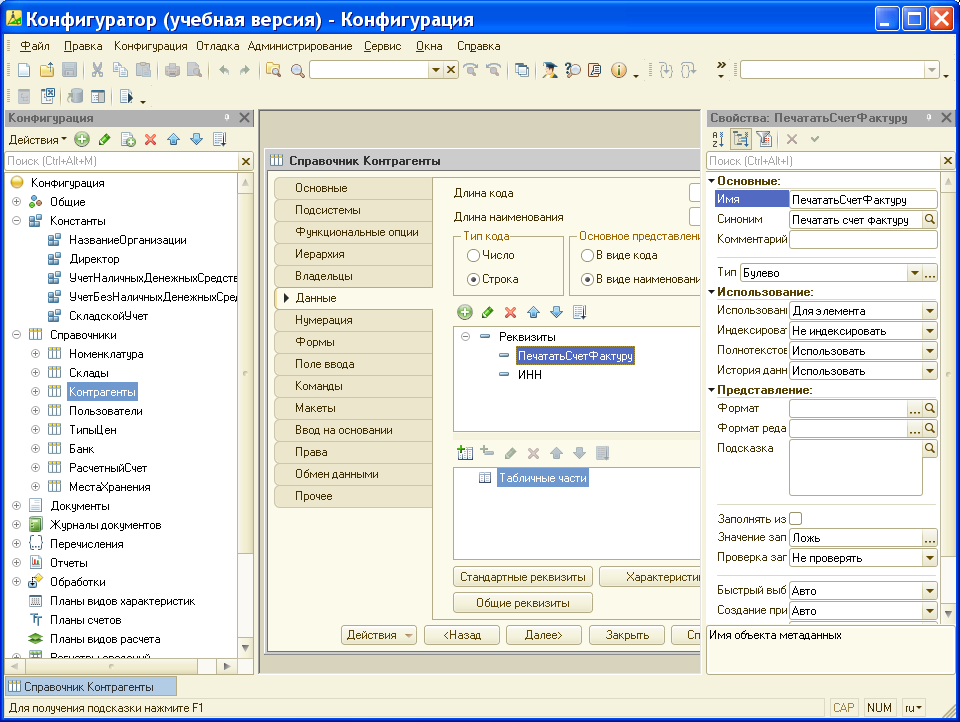 Конфигуратор (учебная версия) - Конфигурация
Файл Правка Конфигурация Отладка Администрирование Сервис Окна Справка
Конфигурация
Действия
Поиск (Ctrl+Alt+M)
Конфигурация
Общие
Константы
НазваниеОрганизации
Директор
УчетНаличныхДенежныхСредств
УчетБезНаличныхДенежныхСред
СкладскойУчет
Справочники
Номенклатура
Склады
Контрагенты
Пользователи
ТипыЦен
Банк
РасчетныйСчет
МестаХранения
Документы
Журналы документов
Перечисления
Отчеты
Обработки
Планы видов характеристик
Планы счетов
Планы видов расчета
Регистры сведений
Справочник Контрагенты
Основные
Подсистемы
Функциональные опции
Иерархия
Владельцы
Данные
Нумерация
Формы
Поле ввода
Команды
Макеты
Ввод на основании
Права
Обмен данными
Прочее
Длина кода
Длина наименования
Тип кода
Число
Строка
Основное представлени
В виде кода
В виде наименовани
Реквизиты
ПечататьСчетФактуру
ИНН
Табличные части
Стандартные реквизиты
Характеристи
Общие реквизиты
Действия
<Назад
Далее>
Закрыть
Сп
Свойства: ПечататьСчетФактуру
Поиск (Ctrl+Alt+I)
Основные:
Имя ПечататьСчетФактуру
Синоним Печатать счет фактуру
Комментарий
Тип Булево ...
Использование:
Использовані Для элемента
Индексироват Не индексировать
Полнотекстов Использовать
История данн Использовать
Представление:
Формат ...
Формат реда ...
Подсказка
Заполнять из
Значение зап Ложь ...
Проверка заг Не проверять
Быстрый выб Авто
Создание при Авто
Имя объекта метаданных
Справочник Контрагенты
Для получения подсказки нажмите F1
CAP NUM ru